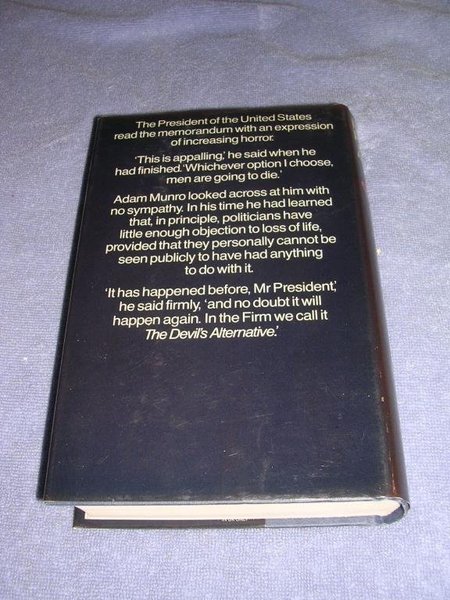 The President of the United States
read the memorandum with an expression
of increasing horror.
'This is appalling,' he said when he
had finished. 'Whichever option I choose,
men are going to die.'
Adam Munro looked across at him with
no sympathy. In his time he had learned
that, in principle, politicians have
little enough objection to loss of life,
provided that they personally cannot be
seen publicly to have had anything
to do with it.
'It has happened before, Mr President,'
he said firmly, 'and no doubt it will
happen again. In the Firm we call it
The Devil's Alternative.'